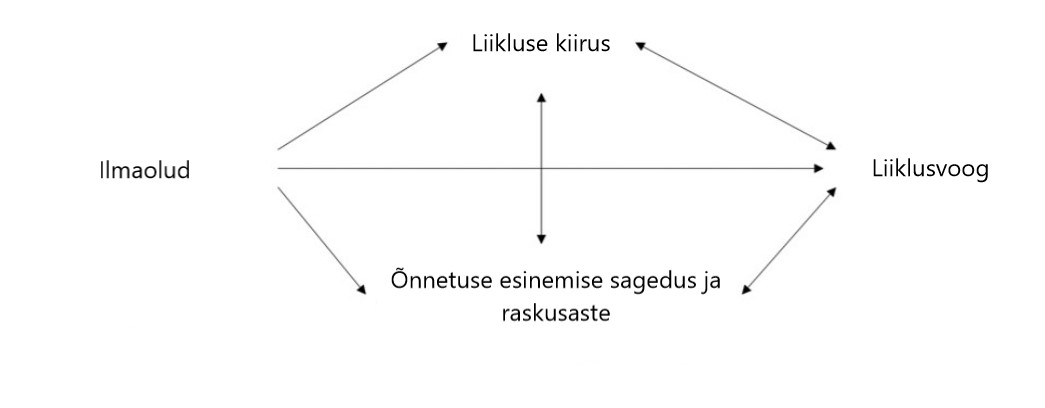 Liikluse kiirus
Ilmaolud
Liiklusvoog
Õnnetuse esinemise sagedus ja
raskusaste